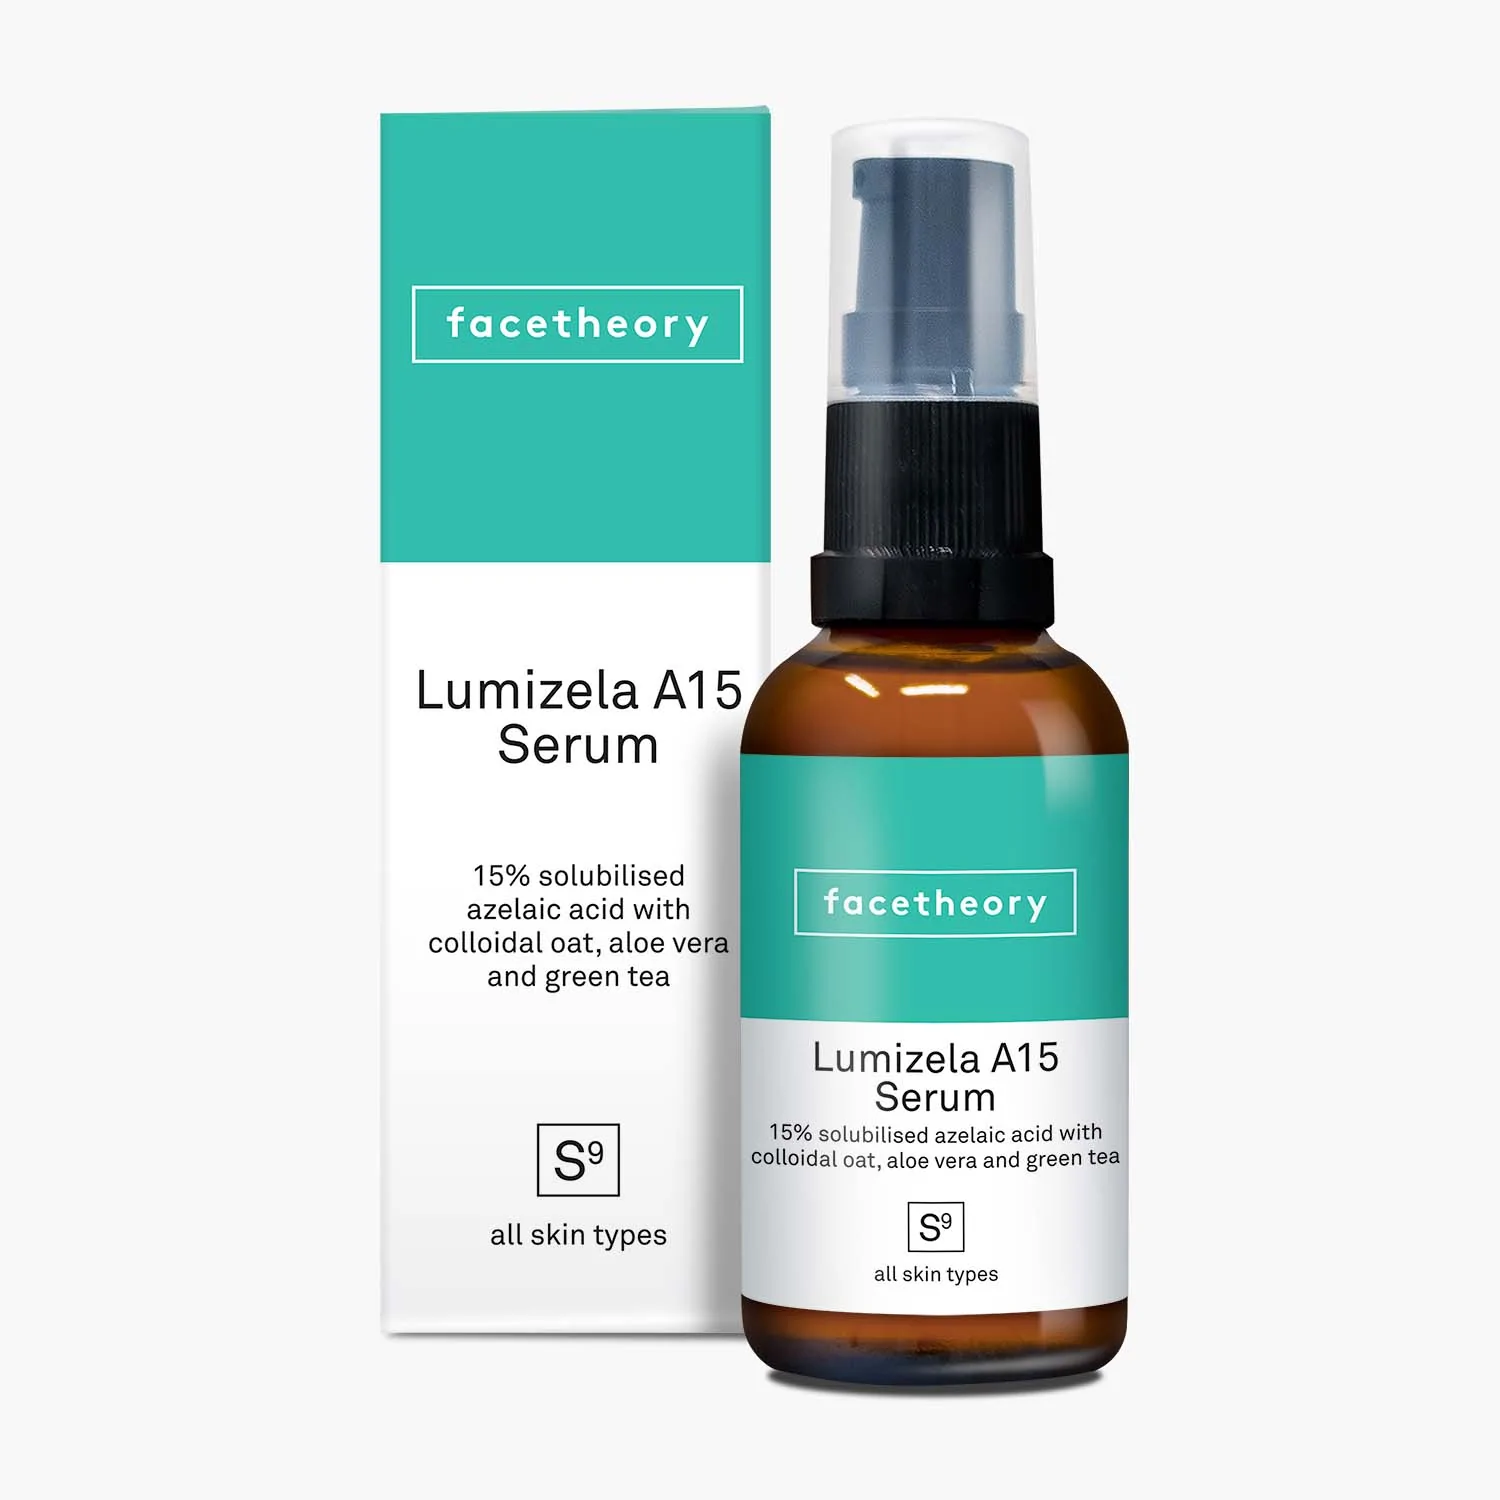 facetheory
Lumizela A15
Serum
15% solubilised
azelaic acid with
colloidal oat, aloe vera
and green tea
S⁹
all skin types
facetheory
Lumizela A15
Serum
15% solubilised azelaic acid with
colloidal oat, aloe vera and green tea
S⁹
all skin types